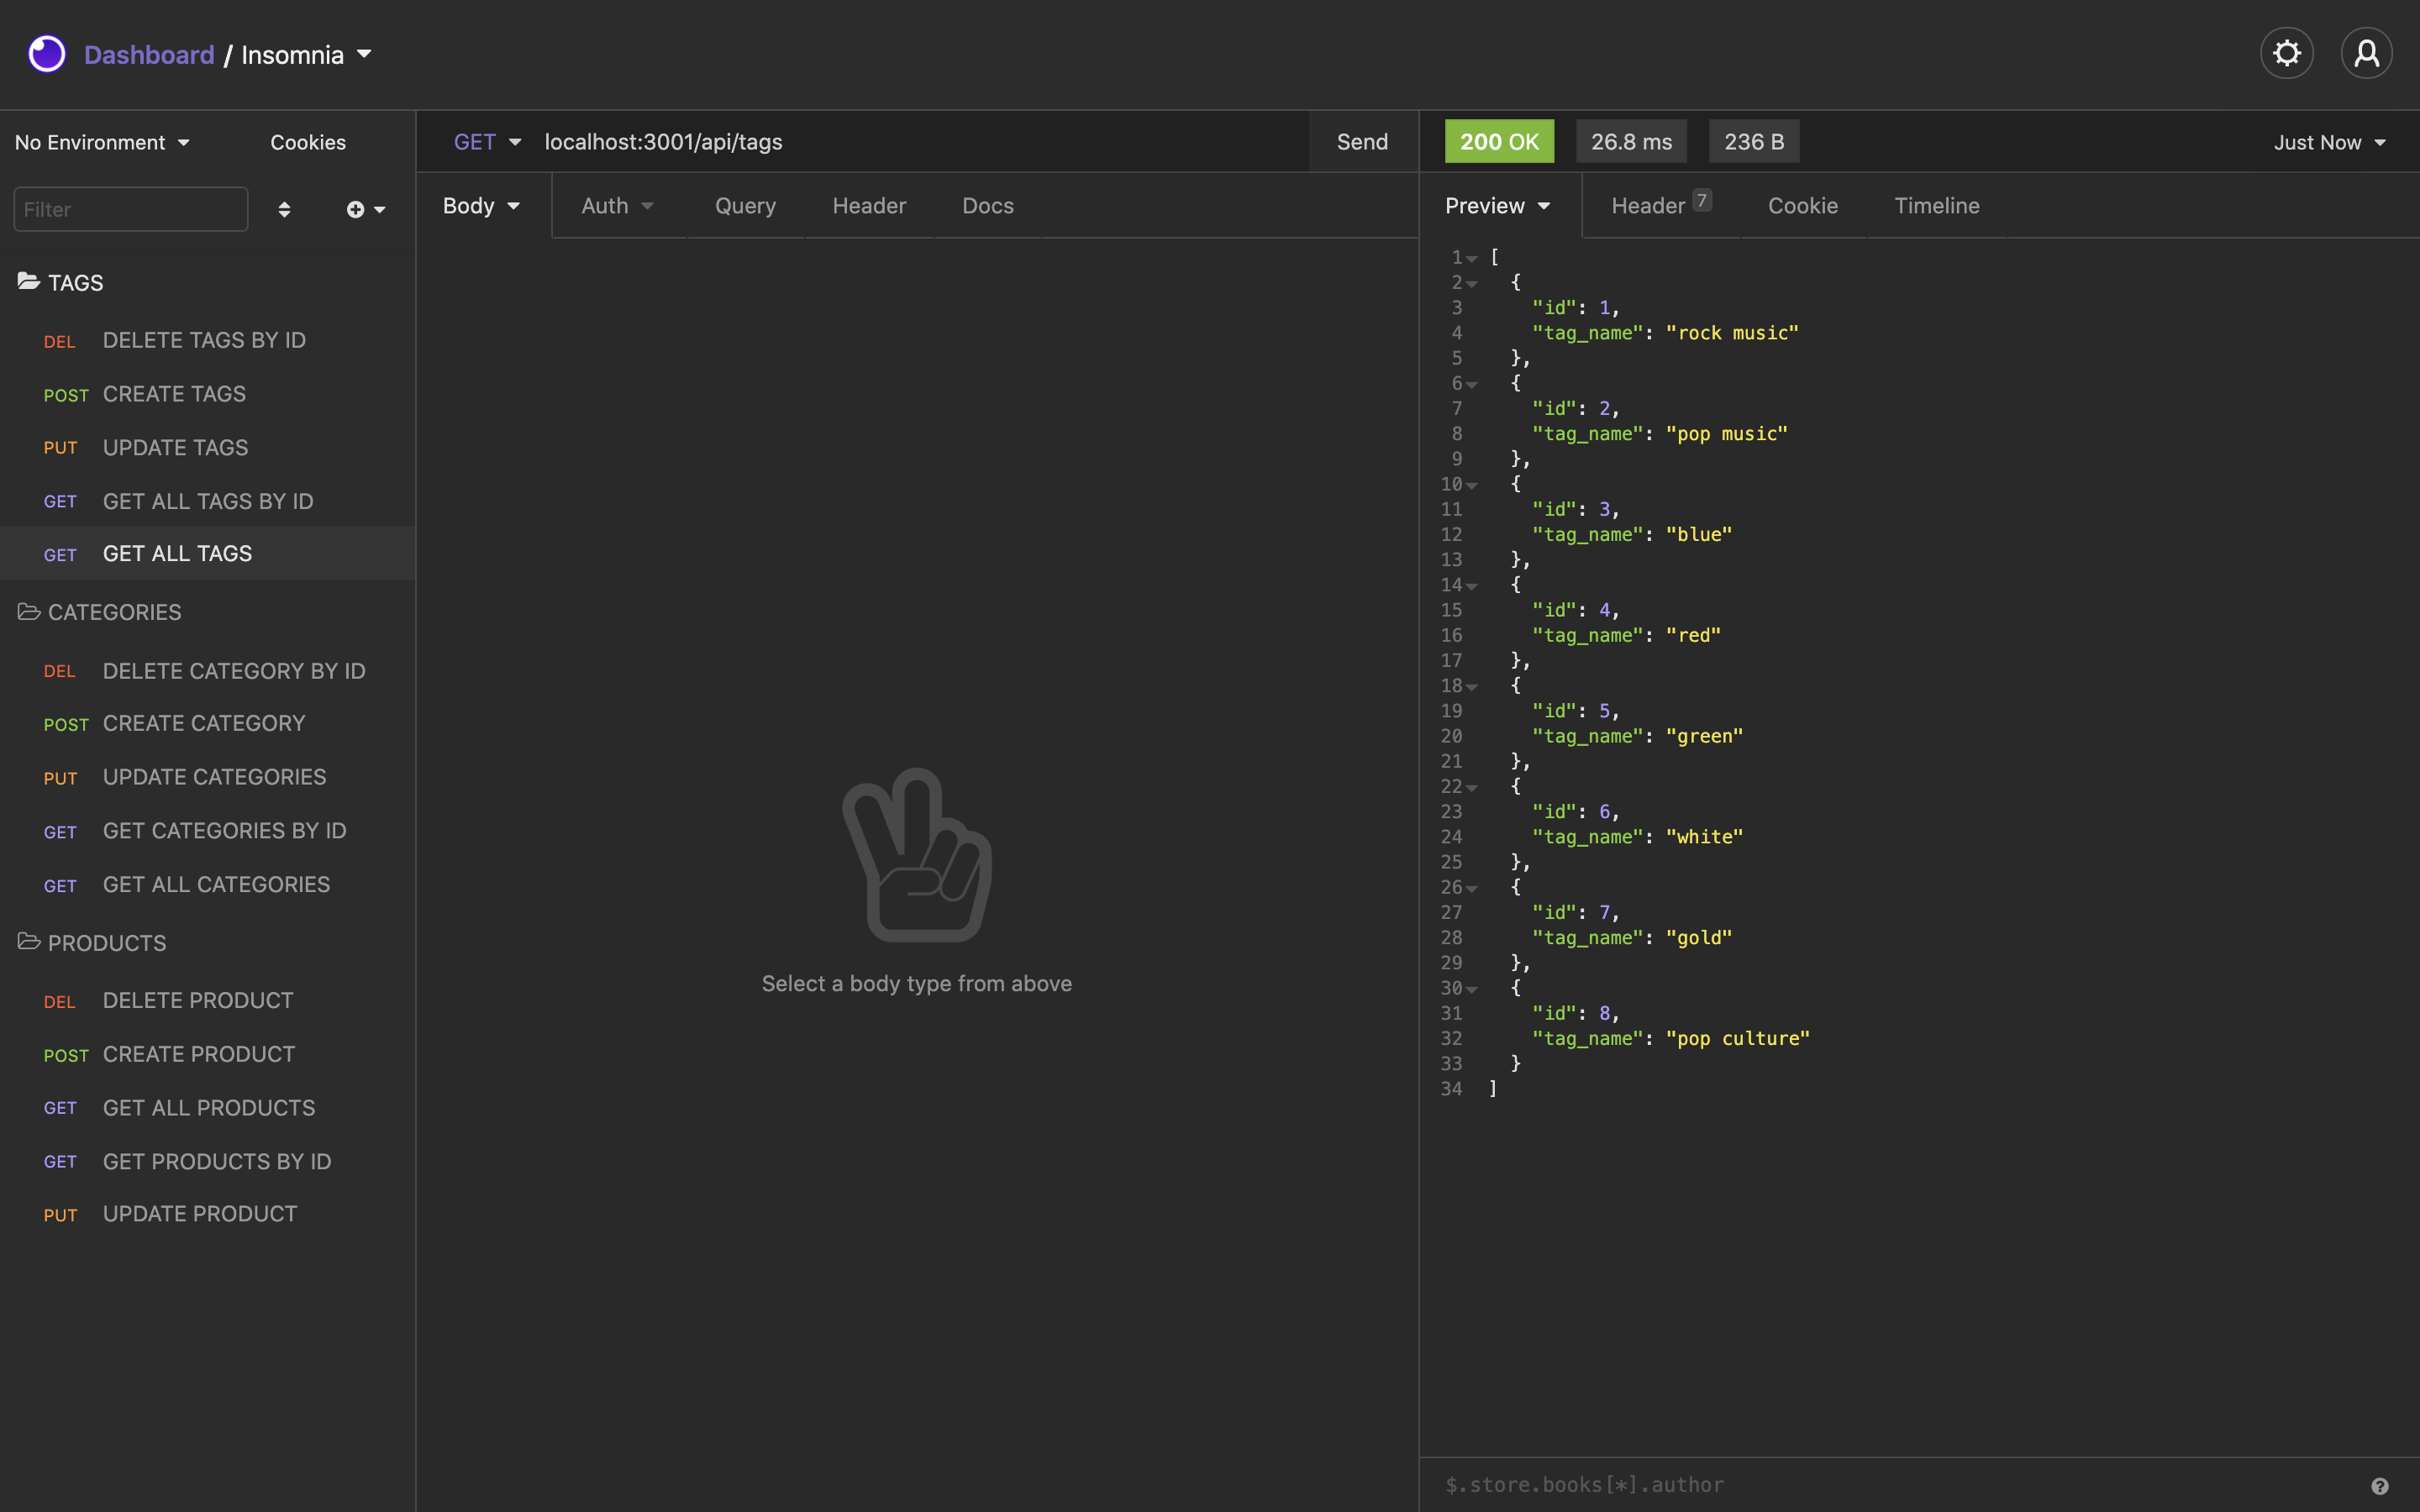 Dashboard / Insomnia
No Environment
Cookies
Filter
TAGS
DEL DELETE TAGS BY ID
POST CREATE TAGS
PUT UPDATE TAGS
GET GET ALL TAGS BY ID
GET GET ALL TAGS
CATEGORIES
DEL DELETE CATEGORY BY ID
POST CREATE CATEGORY
PUT UPDATE CATEGORIES
GET GET CATEGORIES BY ID
GET GET ALL CATEGORIES
PRODUCTS
DEL DELETE PRODUCT
POST CREATE PRODUCT
GET GET ALL PRODUCTS
GET GET PRODUCTS BY ID
PUT UPDATE PRODUCT
GET localhost:3001/api/tags Send
Body Auth Query Header Docs
Select a body type from above
200 OK 26.8 ms 236 B Just Now
Preview Header 7 Cookie Timeline
1 [
2 {
3 "id": 1,
4 "tag_name": "rock music"
5 },
6 {
7 "id": 2,
8 "tag_name": "pop music"
9 },
10 {
11 "id": 3,
12 "tag_name": "blue"
13 },
14 {
15 "id": 4,
16 "tag_name": "red"
17 },
18 {
19 "id": 5,
20 "tag_name": "green"
21 },
22 {
23 "id": 6,
24 "tag_name": "white"
25 },
26 {
27 "id": 7,
28 "tag_name": "gold"
29 },
30 {
31 "id": 8,
32 "tag_name": "pop culture"
33 }
34 ]
$.store.books[*].author